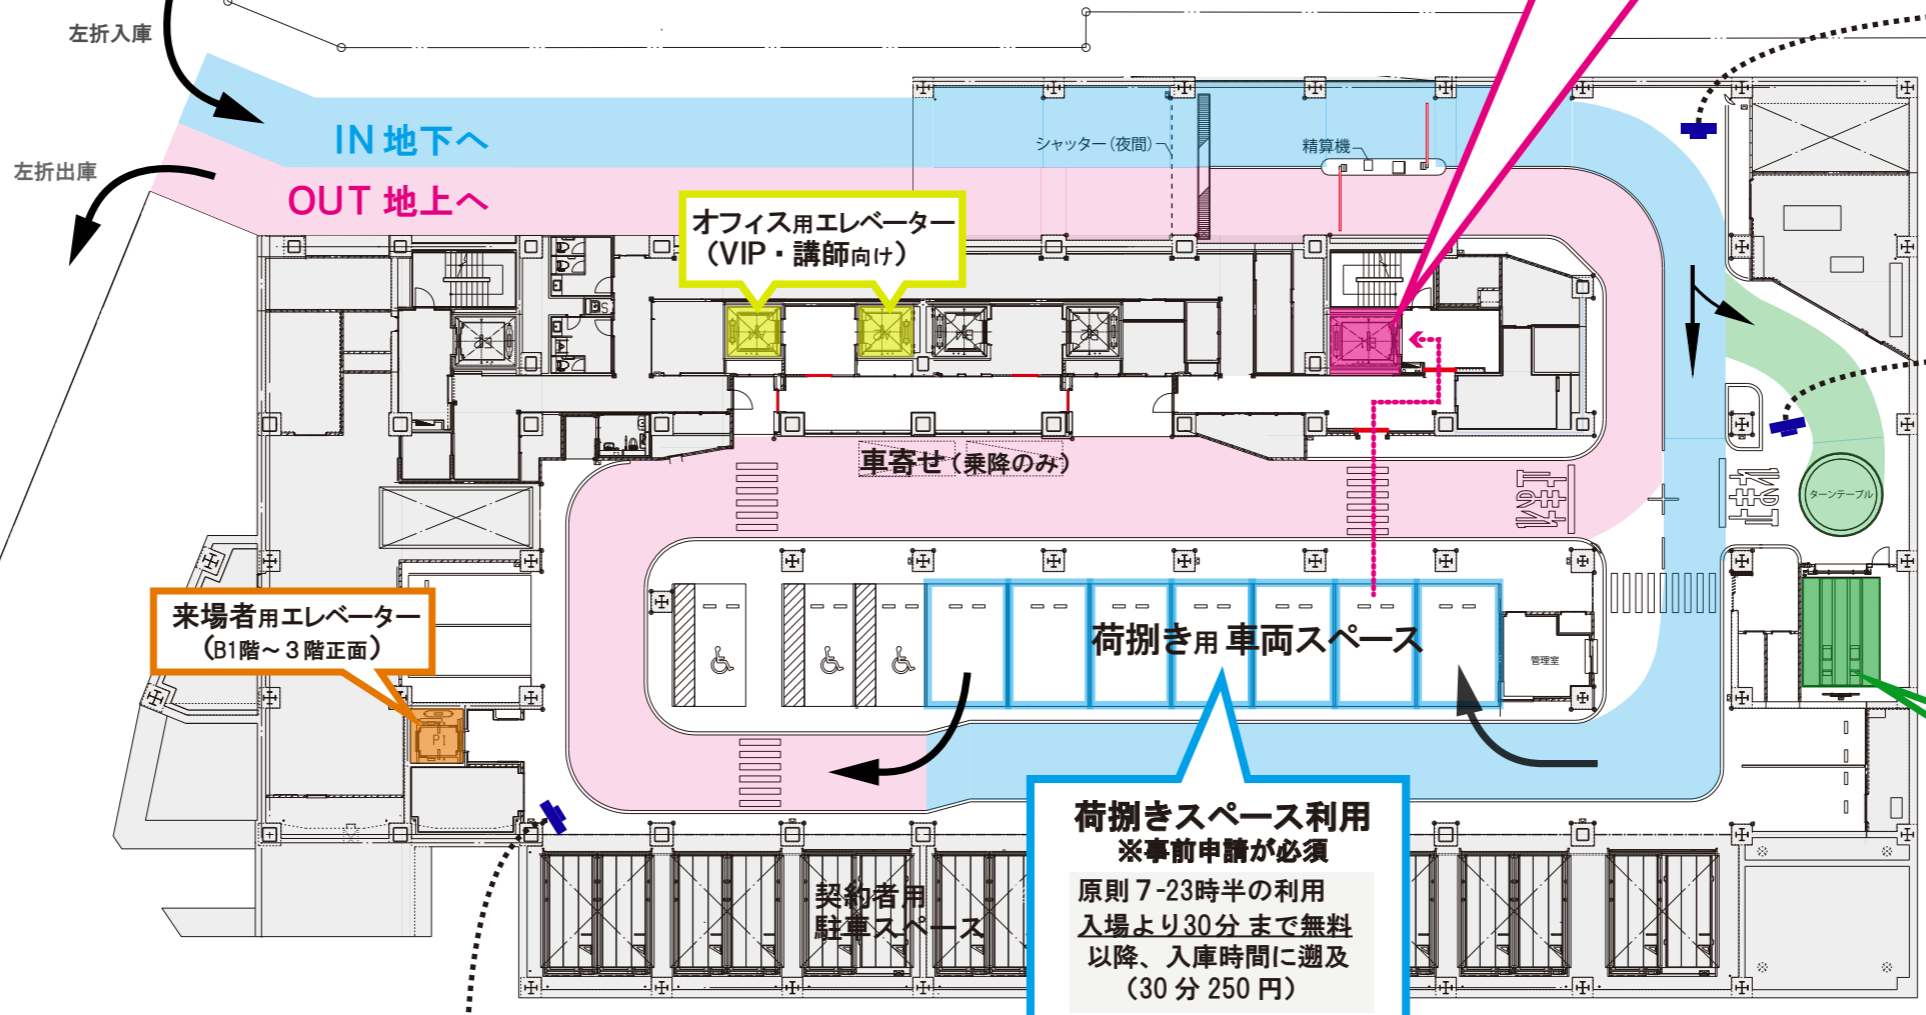 左折入庫
IN 地下へ
左折出庫
OUT 地上へ
シャッター（夜間）
精算機
オフィス用エレベーター
（VIP・講師向け）
車寄せ（乗降のみ）
ターンテーブル
来場者用エレベーター
（B1階～３階正面）
荷捌き用 車両スペース
管理室
P1
荷捌きスペース利用
※事前申請が必須
原則７-23時半の利用
入場より30分 まで無料
以降、入庫時間に遡及
（30 分 250 円）
契約者用
駐車スペース